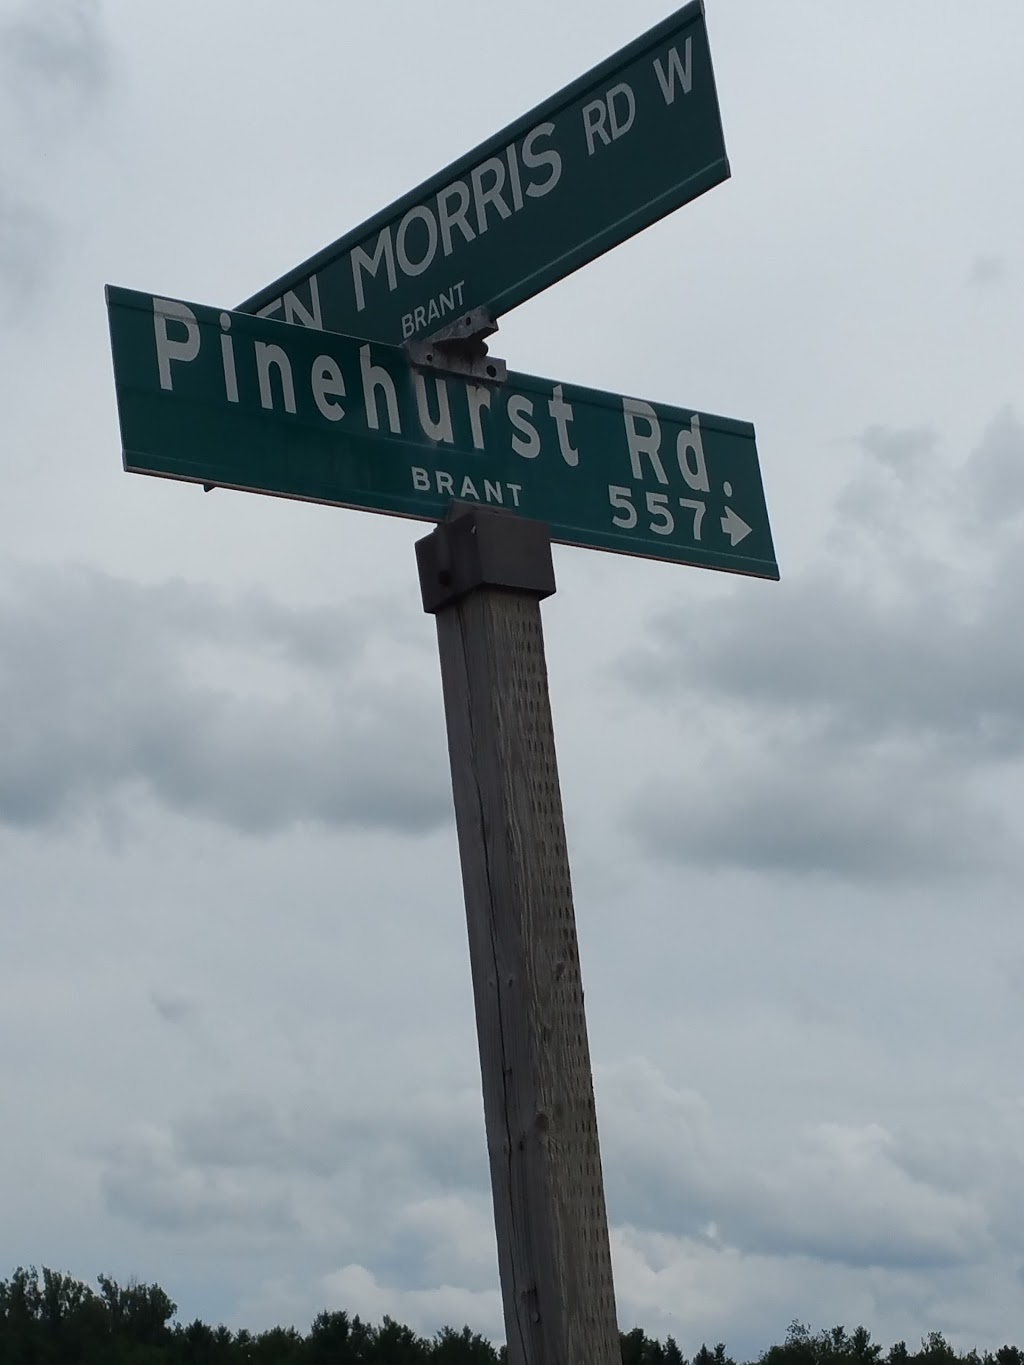 MORRIS RD W
BRANT
Pinehurst Rd.
BRANT
557